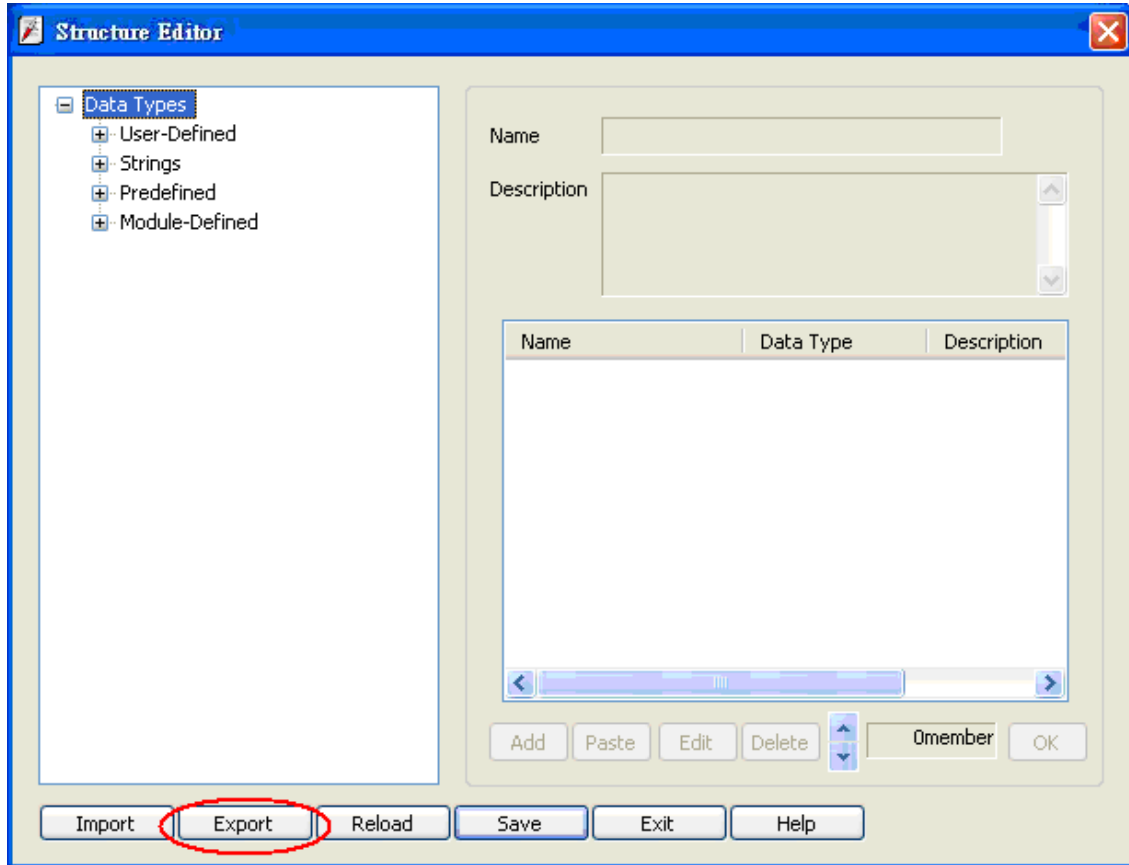 Structure Editor
Data Types
User-Defined
Strings
Predefined
Module-Defined
Name
Description
Name Data Type Description
Add Paste Edit Delete 0member OK
Import Export Reload Save Exit Help